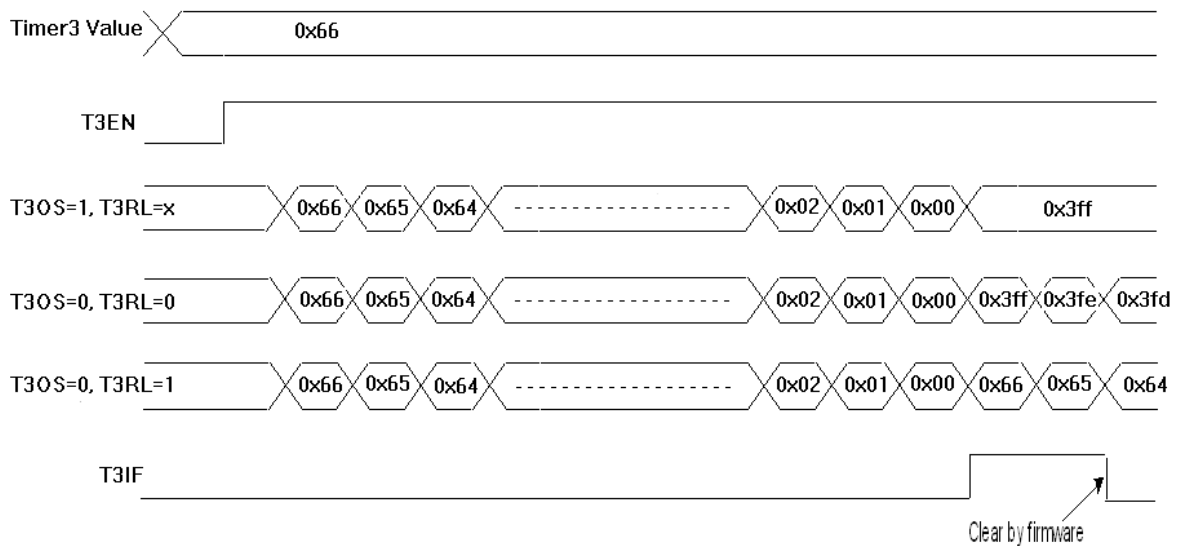 Timer3 Value 0x66
T3EN
T3OS=1, T3RL=x 0x66 0x65 0x64 0x02 0x01 0x00 0x3ff
T3OS=0, T3RL=0 0x66 0x65 0x64 0x02 0x01 0x00 0x3ff 0x3fe 0x3fd
T3OS=0, T3RL=1 0x66 0x65 0x64 0x02 0x01 0x00 0x66 0x65 0x64
T3IF
Clear by firmware